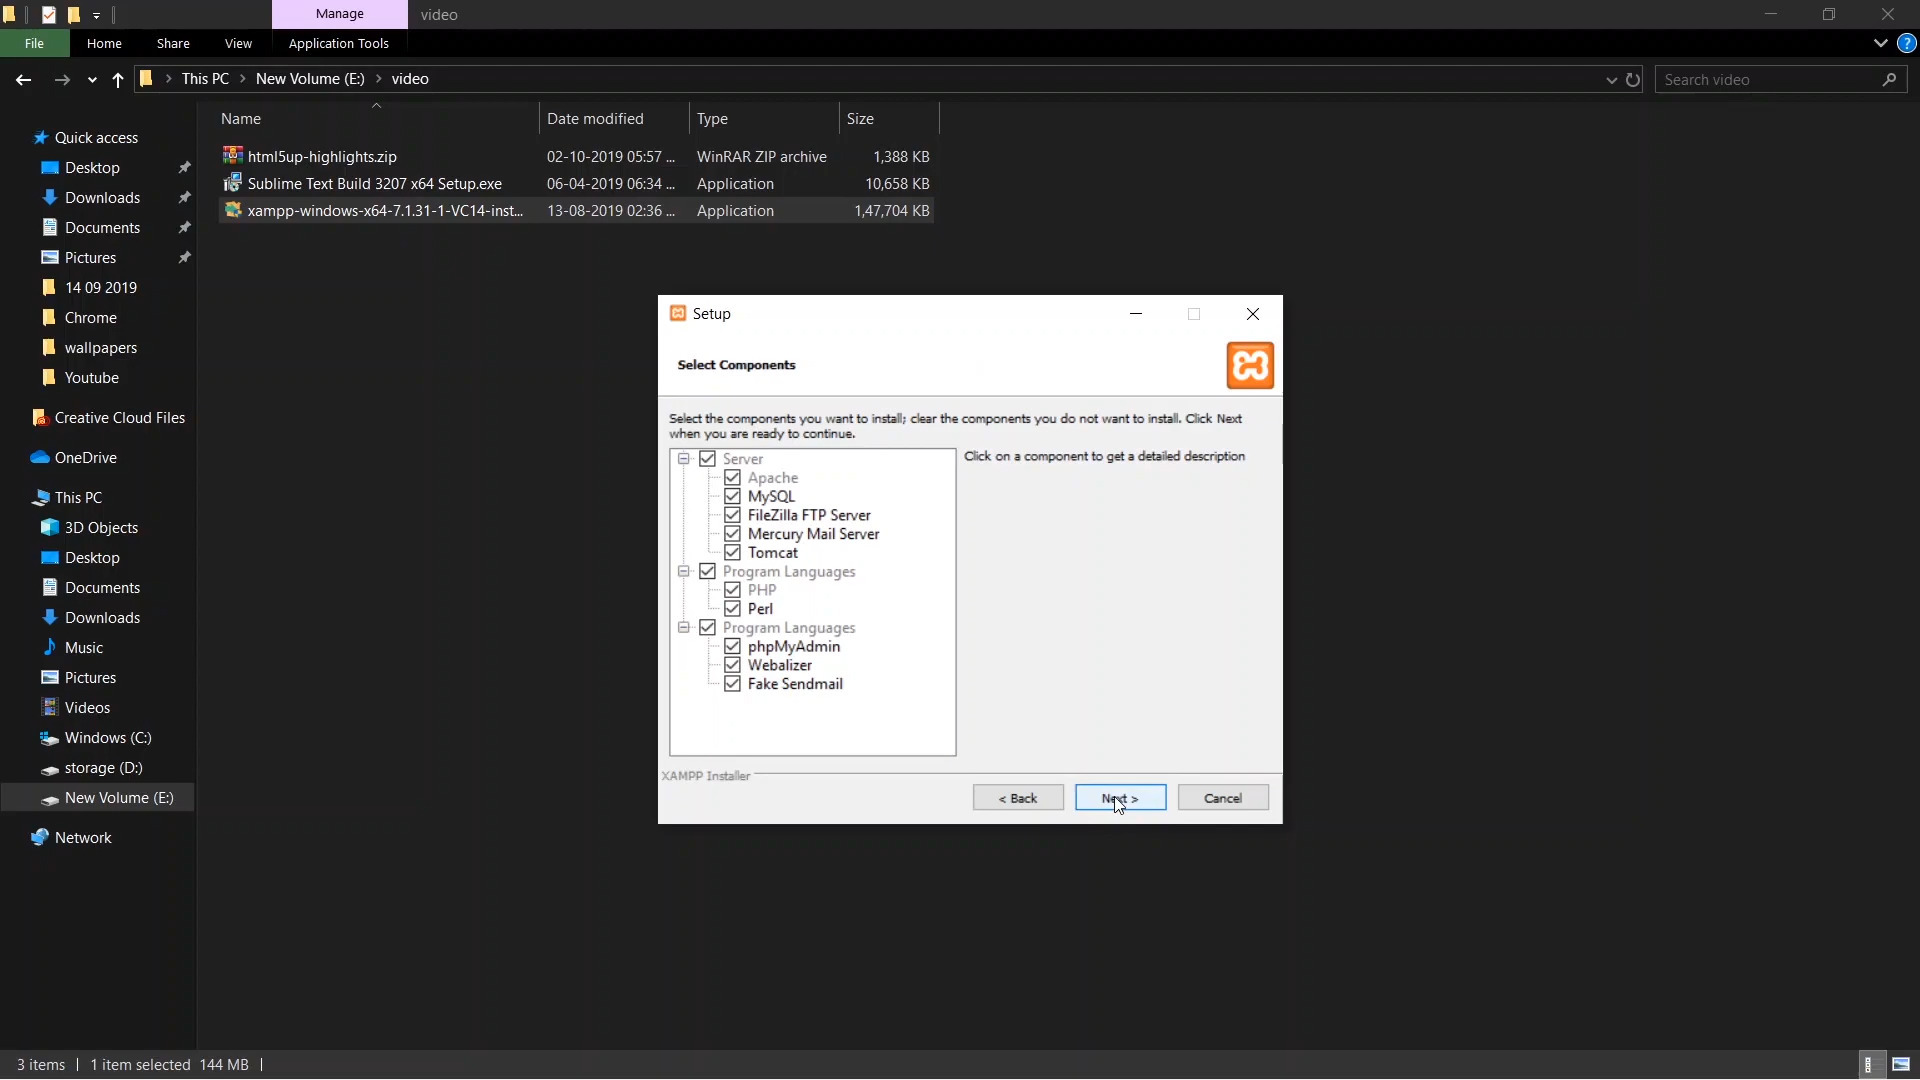 Manage
video
File
Home
Share
View
Application Tools
This PC > New Volume (E:) > video
Search video
Name
Date modified
Type
Size
html5up-highlights.zip 02-10-2019 05:57 ... WinRAR ZIP archive 1,388 KB
Sublime Text Build 3207 x64 Setup.exe 06-04-2019 06:34 ... Application 10,658 KB
xampp-windows-x64-7.1.31-1-VC14-inst... 13-08-2019 02:36 ... Application 1,47,704 KB
Quick access
Desktop
Downloads
Documents
Pictures
14 09 2019
Chrome
wallpapers
Youtube
Creative Cloud Files
OneDrive
This PC
3D Objects
Desktop
Documents
Downloads
Music
Pictures
Videos
Windows (C:)
storage (D:)
New Volume (E:)
Network
Setup
Select Components
Select the components you want to install; clear the components you do not want to install. Click Next
when you are ready to continue.
Server
Apache
MySQL
FileZilla FTP Server
Mercury Mail Server
Tomcat
Program Languages
PHP
Perl
Program Languages
phpMyAdmin
Webalizer
Fake Sendmail
Click on a component to get a detailed description
XAMPP Installer
< Back
Next >
Cancel
3 items
1 item selected 144 MB